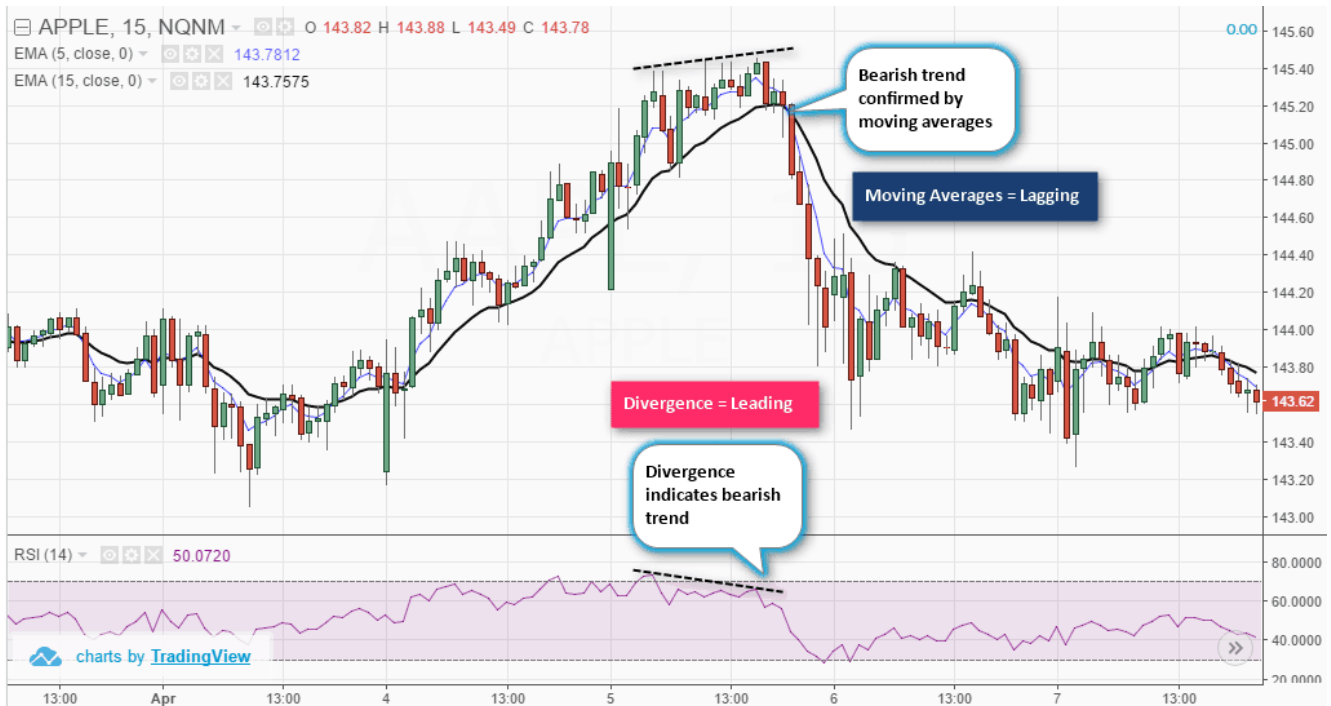 APPLE, 15, NQNM O 143.82 H 143.88 L 143.49 C 143.78
0.00
EMA (5, close, 0) 143.7812
EMA (15, close, 0) 143.7575
145.60
145.40
145.20
145.00
144.80
144.60
144.40
144.20
144.00
143.80
143.62
143.40
143.20
143.00
Bearish trend
confirmed by
moving averages
Moving Averages = Lagging
Divergence = Leading
Divergence
indicates bearish
trend
RSI (14) 50.0720
80.0000
60.0000
40.0000
20.0000
charts by TradingView
13:00 Apr 13:00 4 13:00 5 13:00 6 13:00 7 13:00